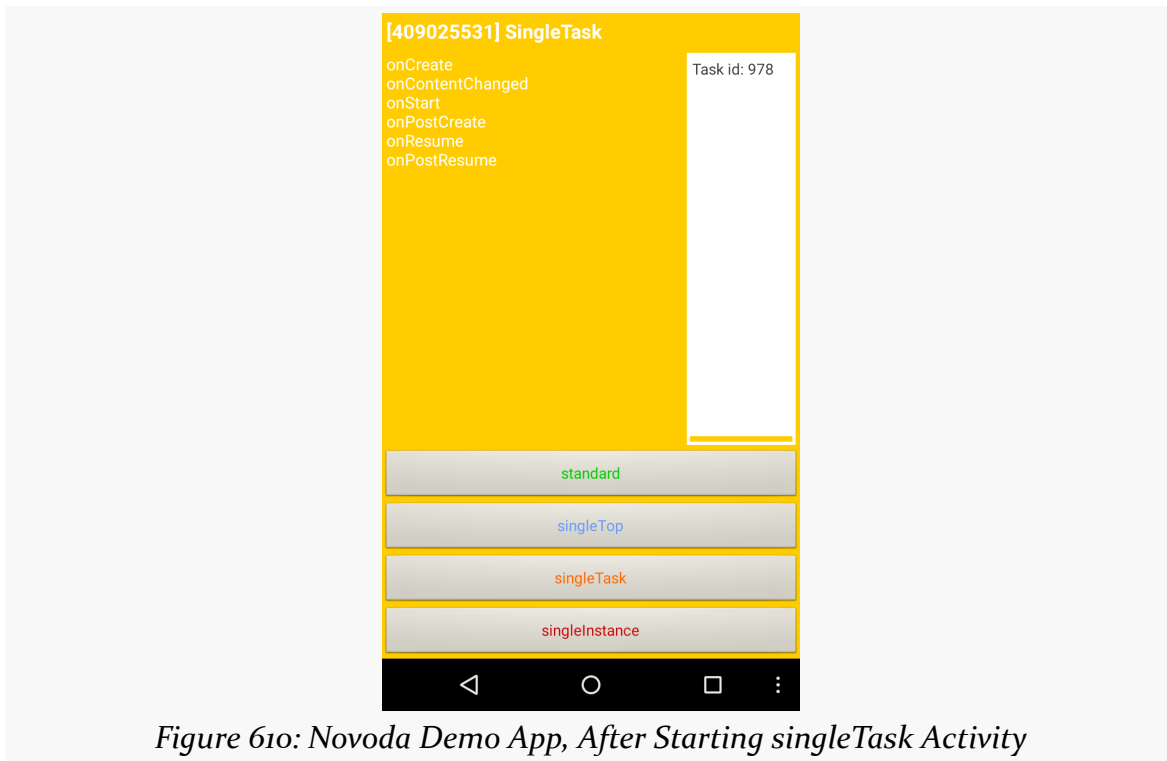 [409025531] SingleTask
onCreate
onContentChanged
onStart
onPostCreate
onResume
onPostResume
Task id: 978
standard
singleTop
singleTask
singleInstance
Figure 610: Novoda Demo App, After Starting singleTask Activity